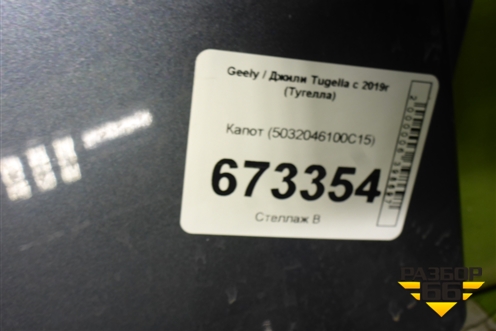 Geely / Джили Tugella с 2019г
(Тугелла)
Капот (5032046100C15)
673354
Стеллаж В
РАЗБОР
66